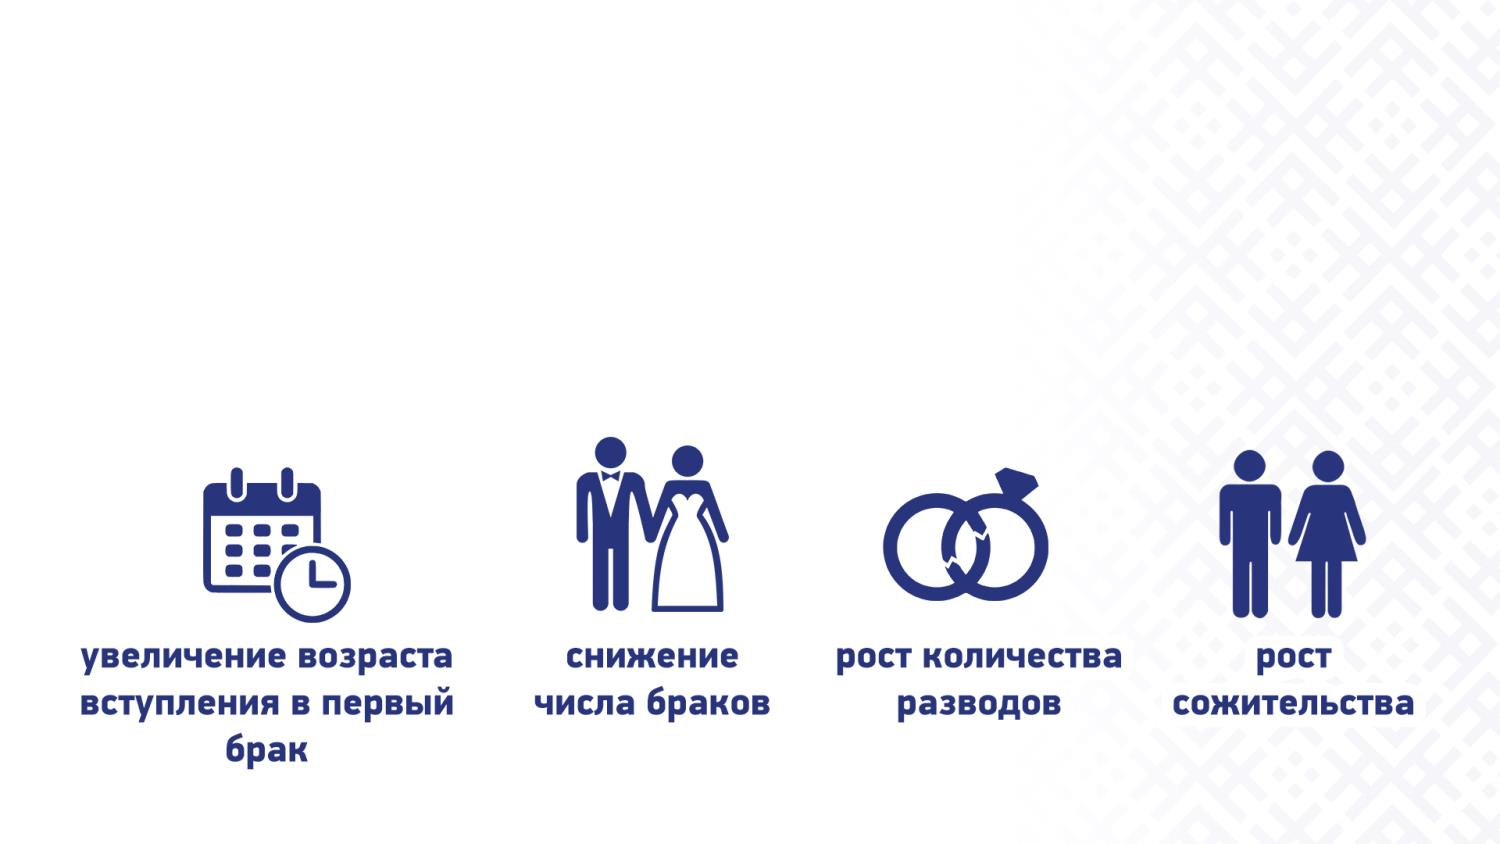 увеличение возраста
вступления в первый
брак
снижение
числа браков
рост количества
разводов
рост
сожительства